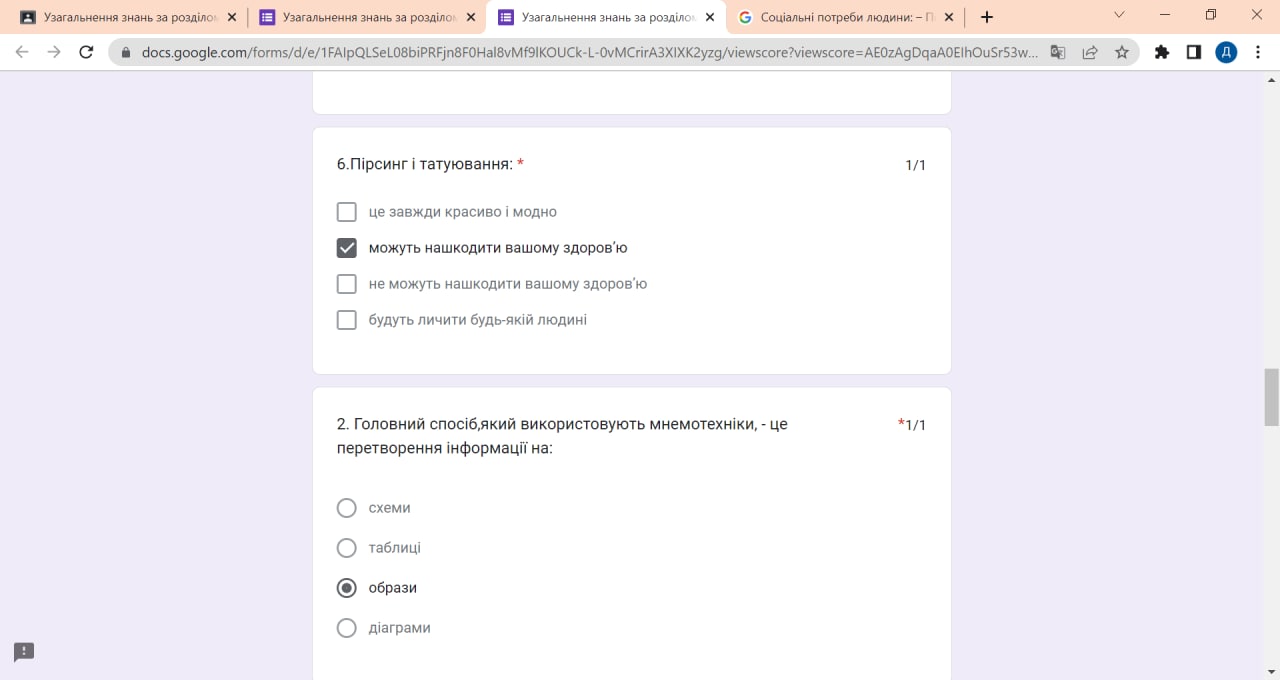 Узагальнення знань за розділом
Узагальнення знань за розділом
Узагальнення знань за розділом
Соціальні потреби людини: – П
docs.google.com/forms/d/e/1FAIpQLSeL08biPRFjn8F0Hal8vMf9lKOUCk-L-0vMCrirA3XIXK2yzg/viewscore?viewscore=AE0zAgDqaA0EIhOuSr53w...
Д
6.Пірсинг і татуювання: *
1/1
це завжди красиво і модно
можуть нашкодити вашому здоров’ю
не можуть нашкодити вашому здоров’ю
будуть личити будь-якій людині
2. Головний спосіб,який використовують мнемотехніки, - це
*1/1
перетворення інформації на:
схеми
таблиці
образи
діаграми